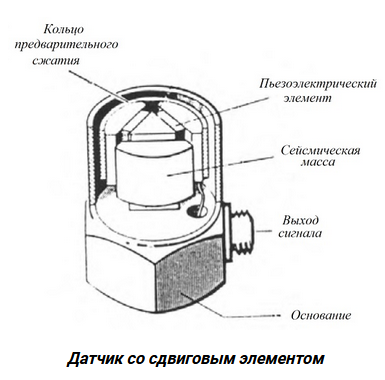 Кольцо
предварительного
сжатия
Пьезоэлектрический
элемент
Сейсмическая
масса
Выход
сигнала
Основание
Датчик со сдвиговым элементом